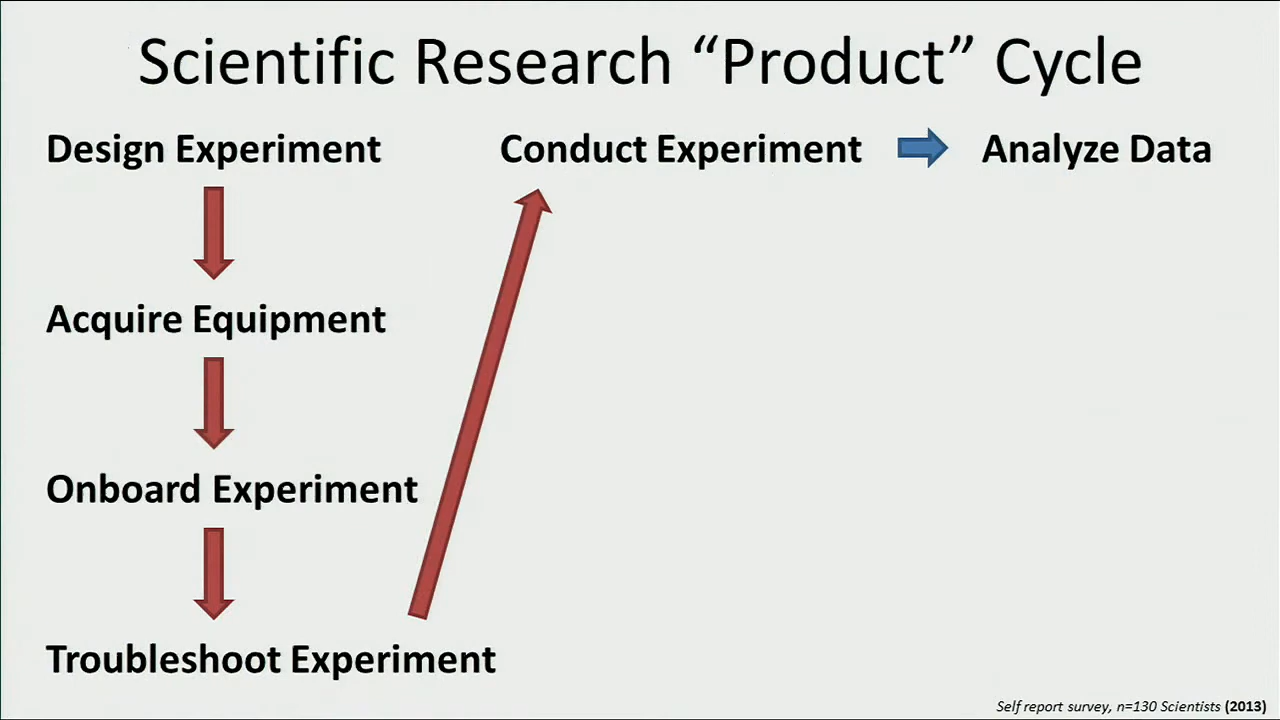 Scientific Research “Product” Cycle
Design Experiment
Acquire Equipment
Onboard Experiment
Troubleshoot Experiment
Conduct Experiment
Analyze Data
Self report survey, n=130 Scientists (2013)